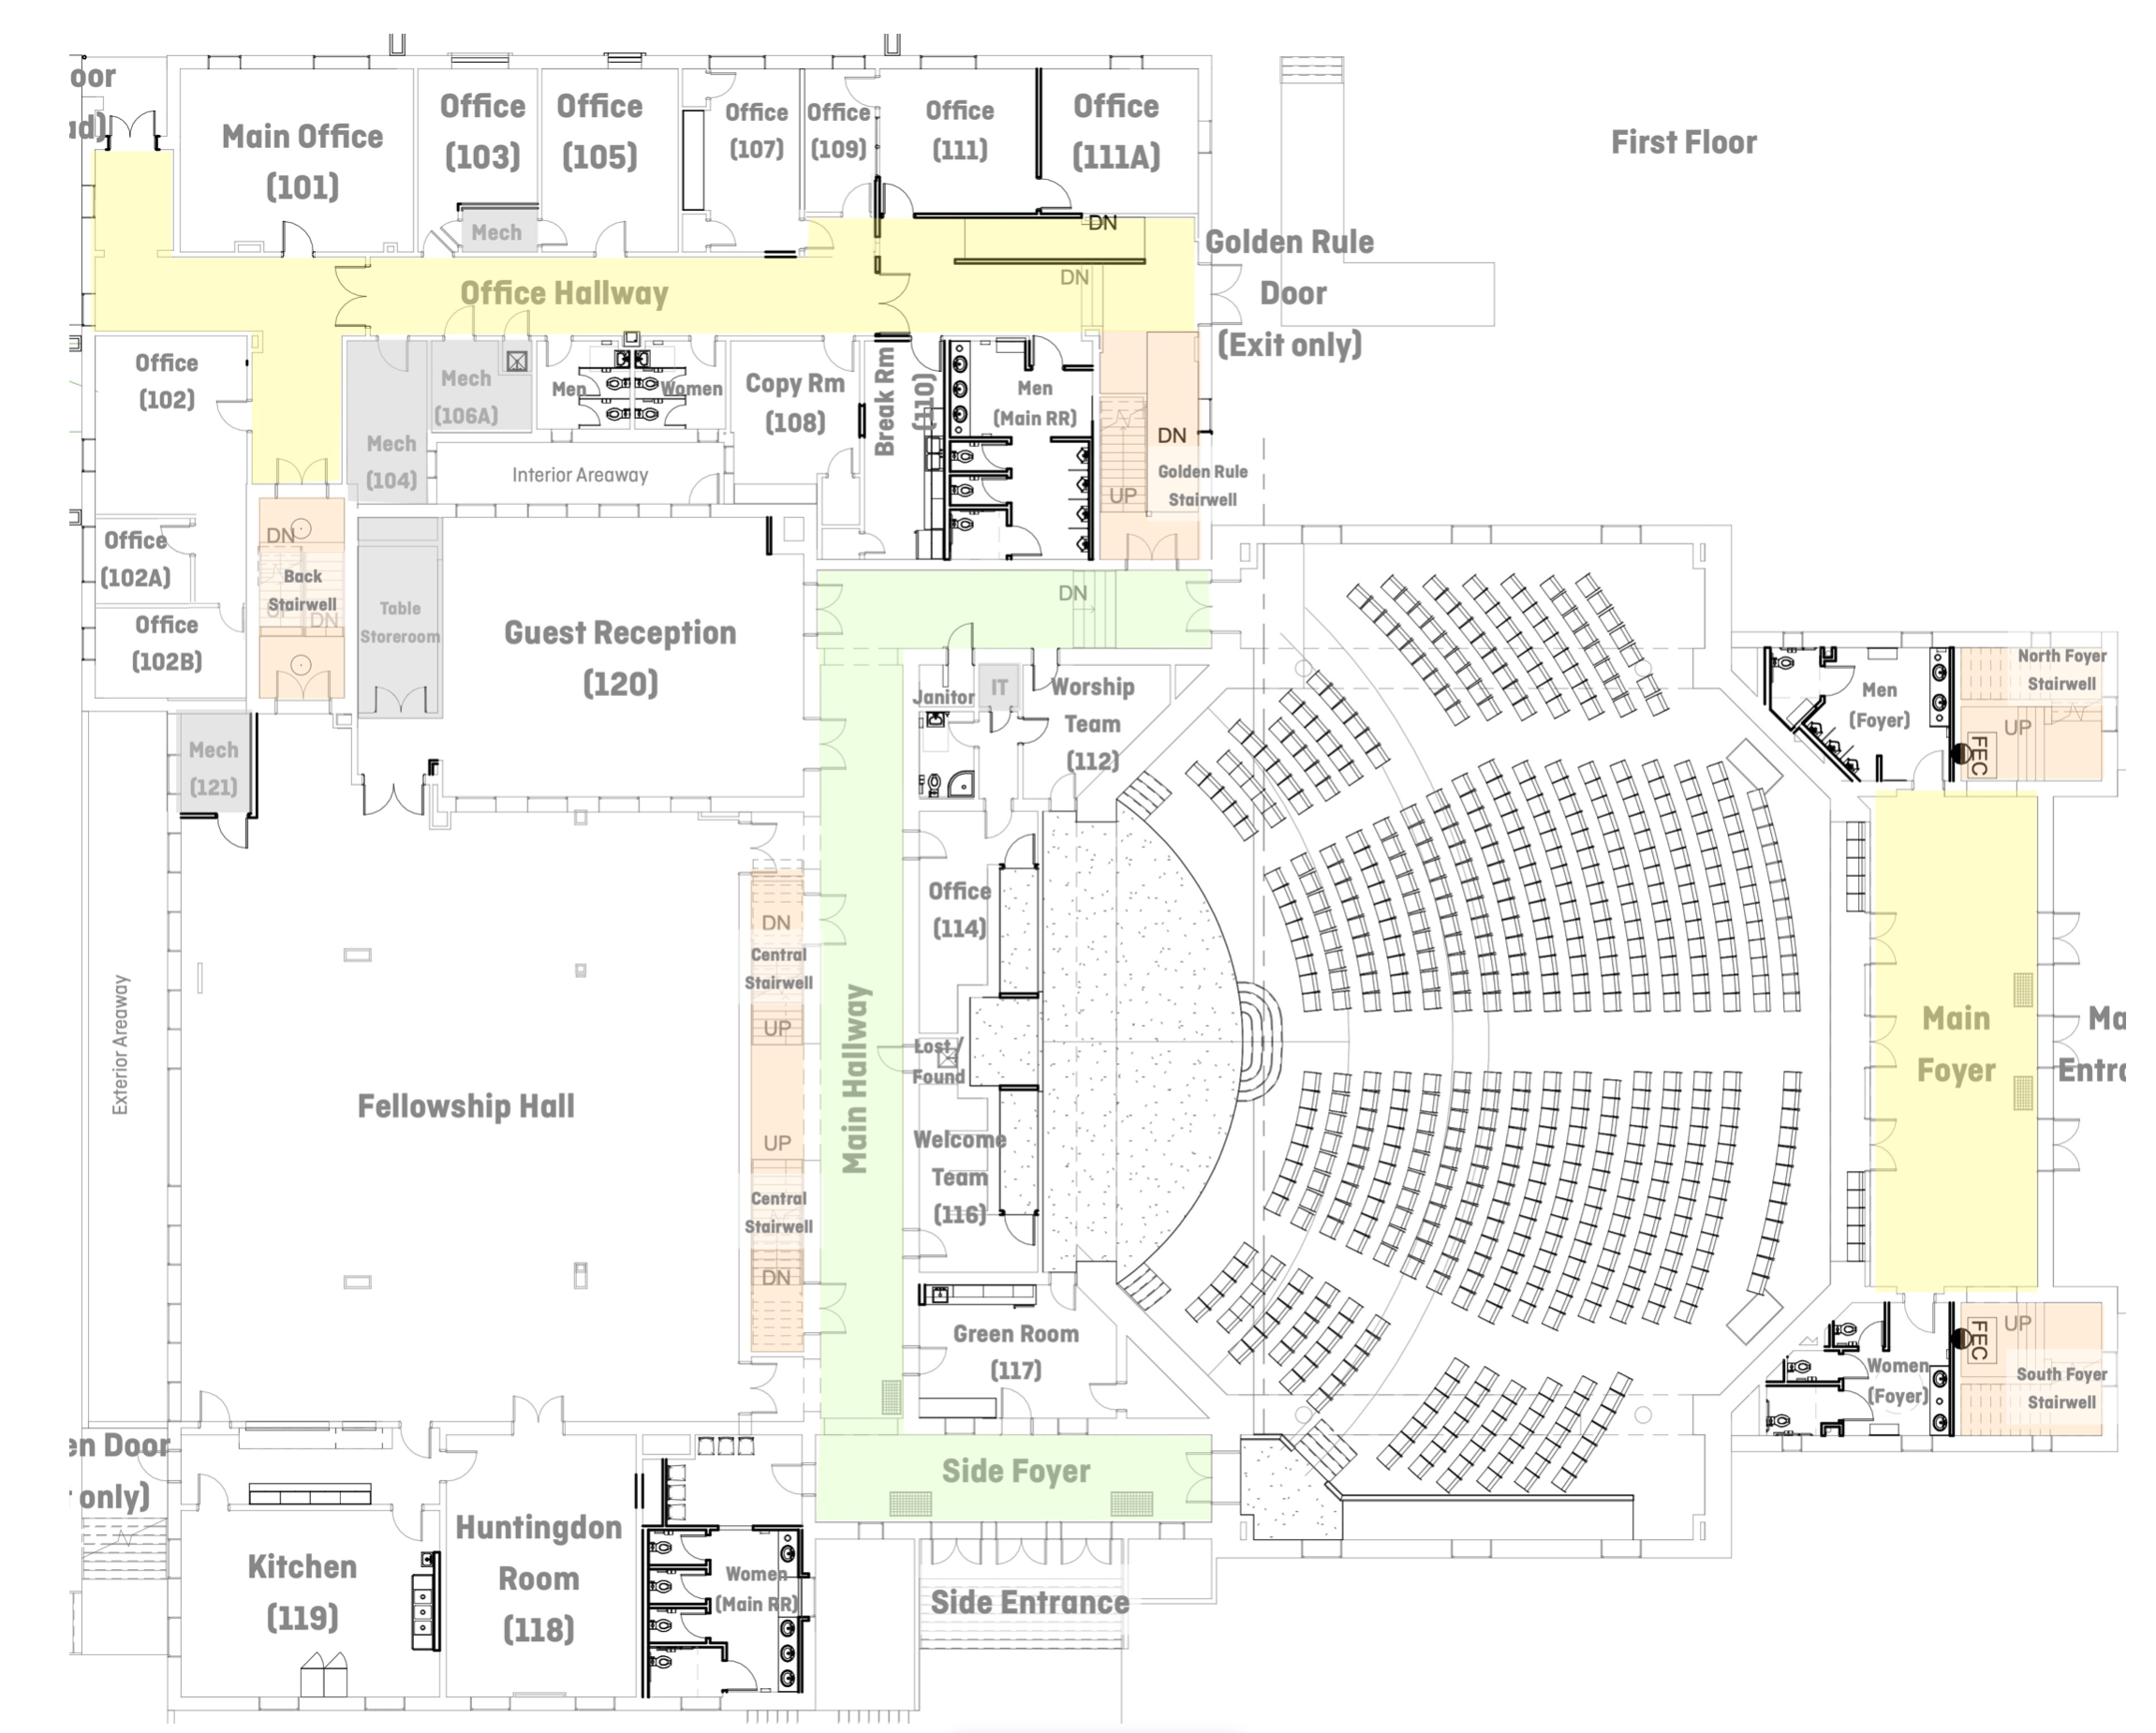 oor
ad)
Main Office
(101)
Office
(103)
Mech
Office
(105)
Office
(107)
Office
(109)
Office
(111)
Office
(111A)
First Floor
DN
DN
Golden Rule
Door
(Exit only)
Office Hallway
Office
(102)
Mech
(104)
Mech
(106A)
Men
Women
Copy Rm
(108)
Break Rm
(110)
Men
(Main RR)
DN
UP
Golden Rule
Stairwell
Interior Areaway
Office
(102A)
Office
(102B)
DN
Back
Stairwell
DN
Table
Storeroom
Guest Reception
(120)
DN
Janitor
IT
Worship
Team
(112)
Men
(Foyer)
North Foyer
Stairwell
UP
FEC
Mech
(121)
DN
Central
Stairwell
UP
Office
(114)
Exterior Areaway
Fellowship Hall
Main Hallway
Lost /
Found
Main
Foyer
Ma
Entra
UP
Central
Stairwell
DN
Welcome
Team
(116)
Green Room
(117)
Women
(Foyer)
UP
FEC
South Foyer
Stairwell
en Door
only)
Side Foyer
Kitchen
(119)
Huntingdon
Room
(118)
Women
(Main RR)
Side Entrance